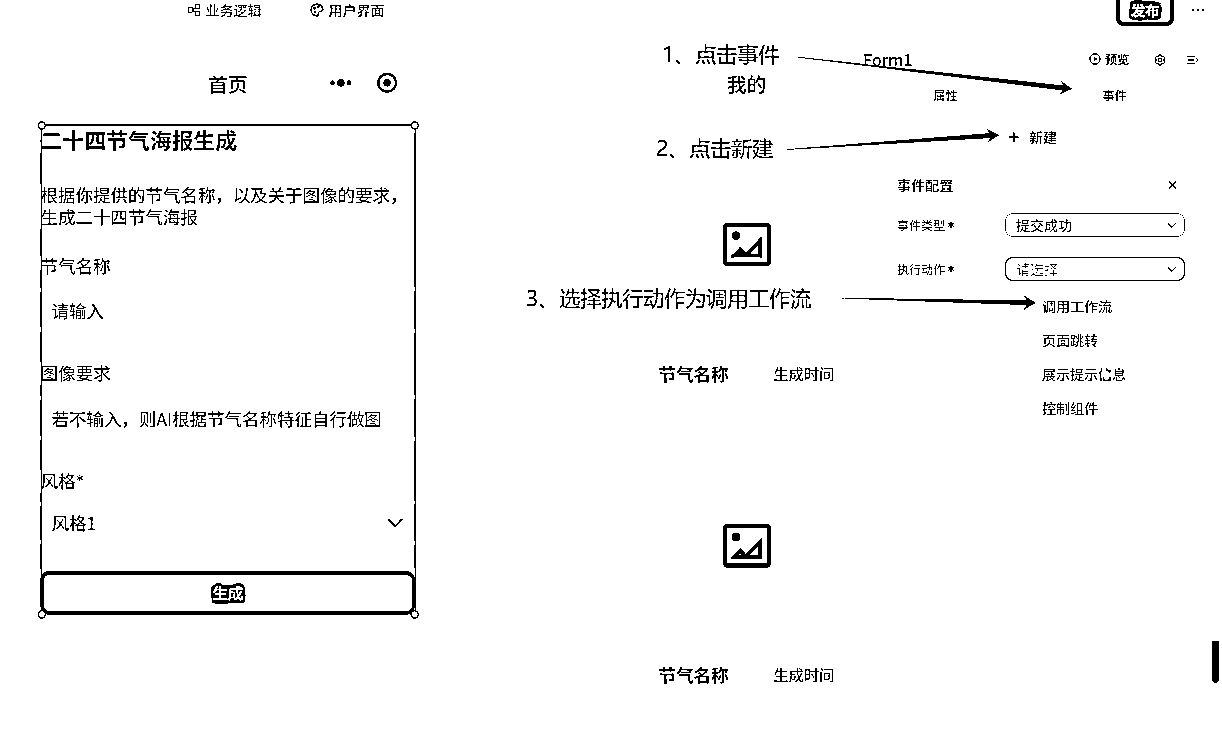 业务逻辑 用户界面
发布
首页
二十四节气海报生成
根据你提供的节气名称，以及关于图像的要求，
生成二十四节气海报
节气名称
请输入
图像要求
若不输入，则AI根据节气名称特征自行做图
风格*
风格1
生成
1、点击事件
我的
2、点击新建
3、选择执行动作为调用工作流
节气名称 生成时间
节气名称 生成时间
Form1
预览
属性 事件
+ 新建
事件配置
事件类型* 提交成功
执行动作* 请选择
调用工作流
页面跳转
展示提示信息
控制组件